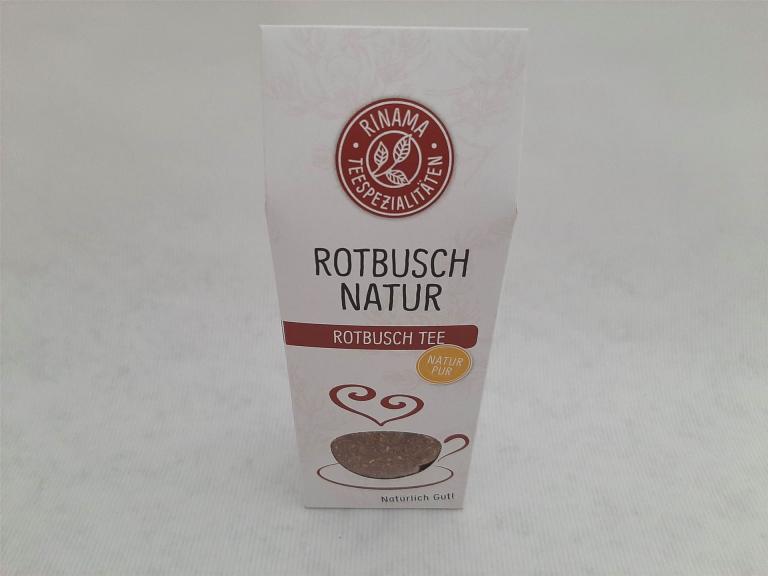 RINAMA
TEESPEZIALITÄTEN
ROTBUSCH
NATUR
ROTBUSCH TEE
NATUR
PUR
Natürlich Gut!